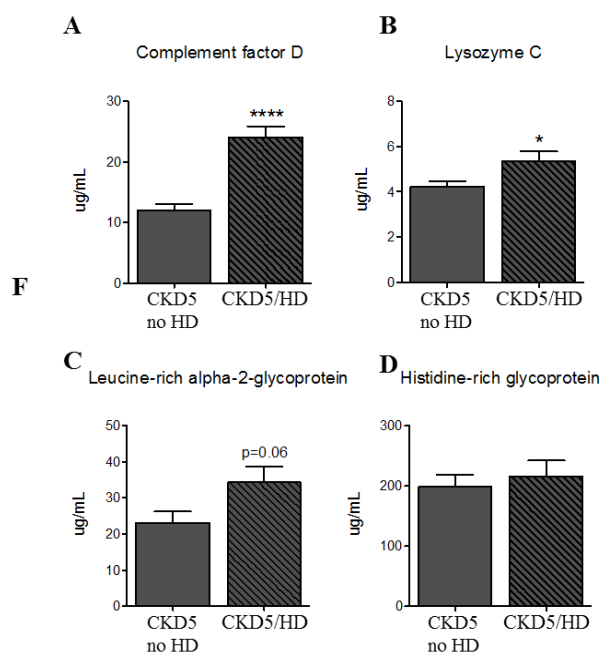 A
Complement factor D
30
20
10
0
ug/mL
****
CKD5
no HD
CKD5/HD
B
Lysozyme C
8
6
4
2
0
ug/mL
*
CKD5
no HD
CKD5/HD
F
C
Leucine-rich alpha-2-glycoprotein
50
40
30
20
10
0
ug/mL
p=0.06
CKD5
no HD
CKD5/HD
D
Histidine-rich glycoprotein
300
200
100
0
ug/mL
CKD5
no HD
CKD5/HD